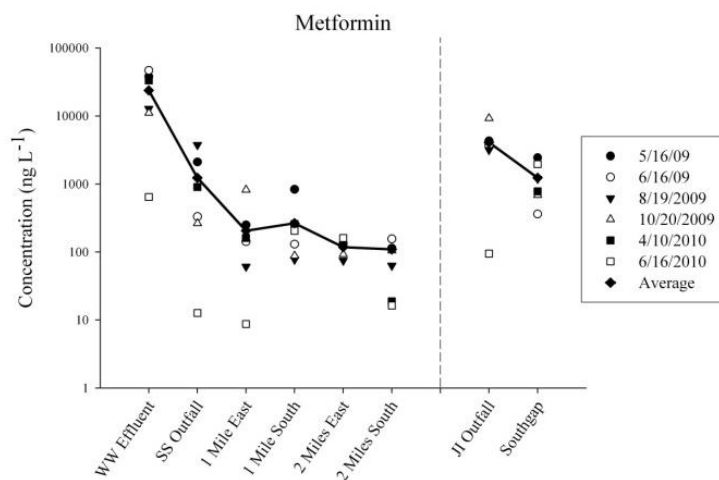 Metformin
100000
10000
1000
100
10
1
Concentration (ng L⁻¹)
WW Effluent
SS Outfall
1 Mile East
1 Mile South
2 Miles East
2 Miles South
JI Outfall
Southgap
5/16/09
6/16/09
8/19/2009
10/20/2009
4/10/2010
6/16/2010
Average